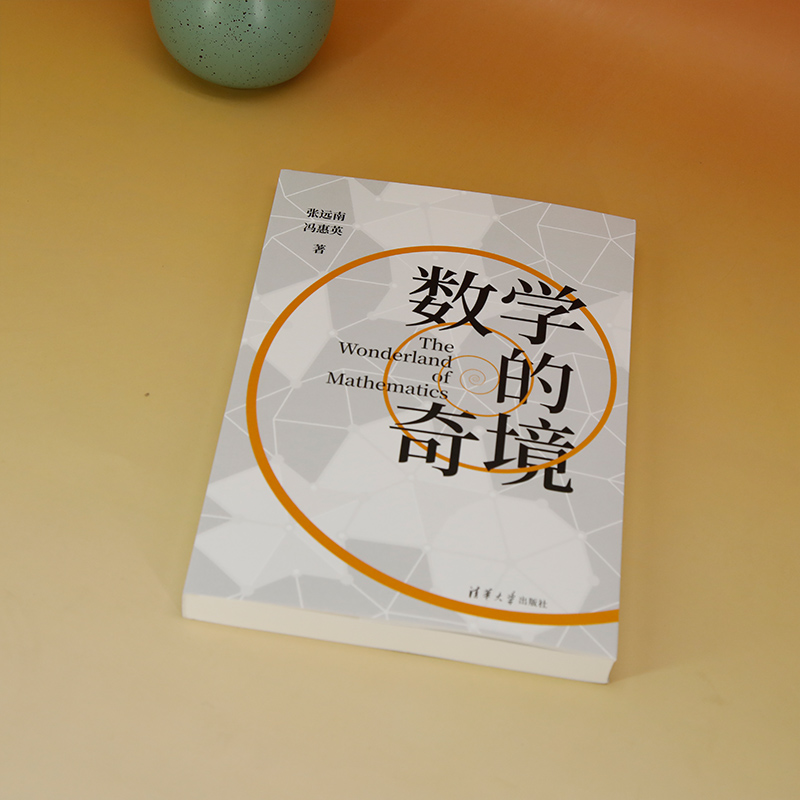 张远南
冯惠英
著
数学
的
奇境
The
Wonderland
of
Mathematics
清华大学出版社